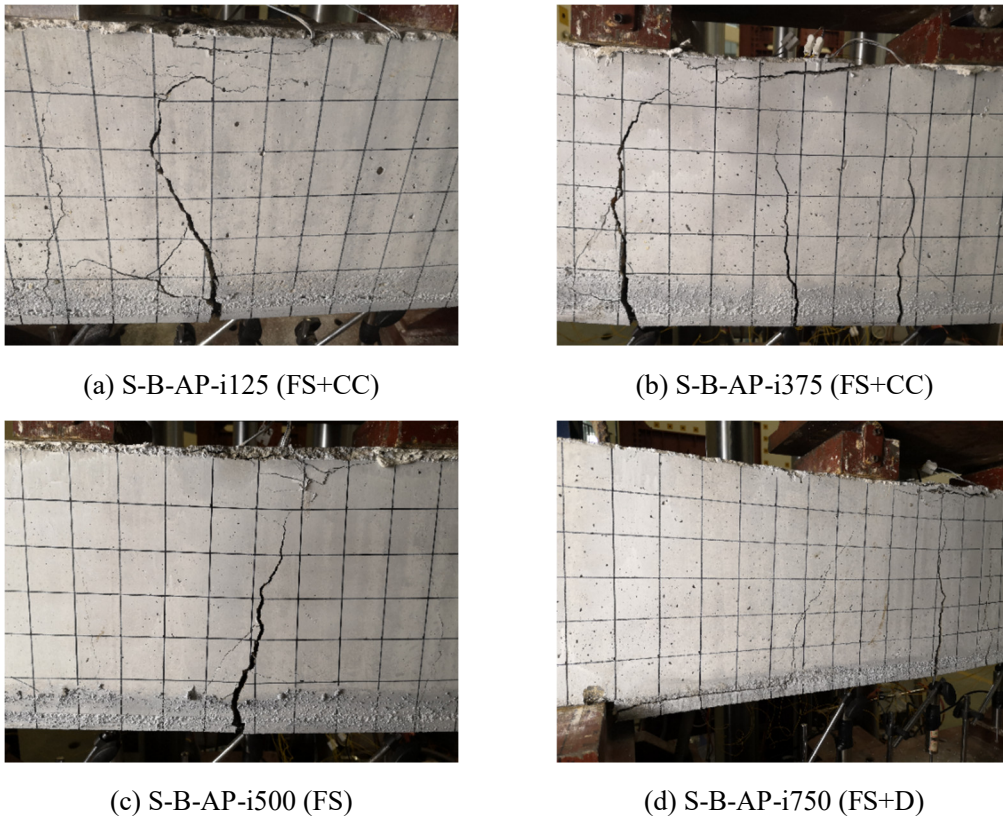 (a) S-B-AP-i125 (FS+CC)
(b) S-B-AP-i375 (FS+CC)
(c) S-B-AP-i500 (FS)
(d) S-B-AP-i750 (FS+D)